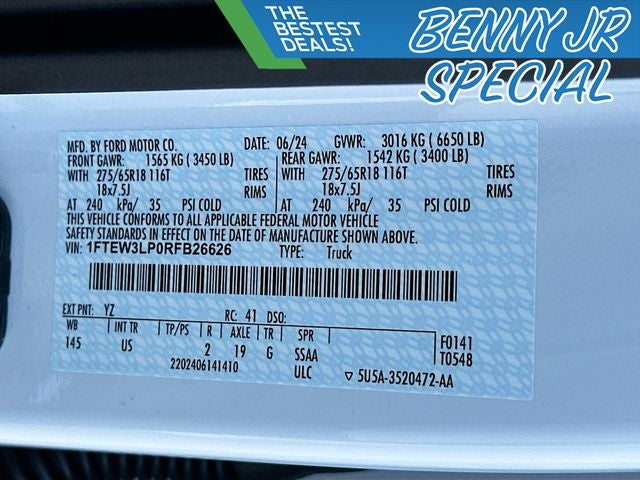 THE BESTEST DEALS!
BENNY JR
SPECIAL
MFD. BY FORD MOTOR CO. DATE: 06/24 GVWR: 3016 KG (6650 LB)
FRONT GAWR: 1565 KG (3450 LB) REAR GAWR: 1542 KG (3400 LB)
WITH 275/65R18 116T TIRES WITH 275/65R18 116T TIRES
18x7.5J RIMS 18x7.5J RIMS
AT 240 kPa/ 35 PSI COLD AT 240 kPa/ 35 PSI COLD
THIS VEHICLE CONFORMS TO ALL APPLICABLE FEDERAL MOTOR VEHICLE
SAFETY STANDARDS IN EFFECT ON THE DATE OF MANUFACTURE SHOWN ABOVE.
VIN: 1FTEW3LP0RFB26626 TYPE: Truck
EXT PNT: YZ RC: 41 DSO:
WB INT TR TP/PS R AXLE TR SPR F0141
145 US 2 19 G SSAA T0548
2202406141410 ULC ▽ 5U5A-3520472-AA